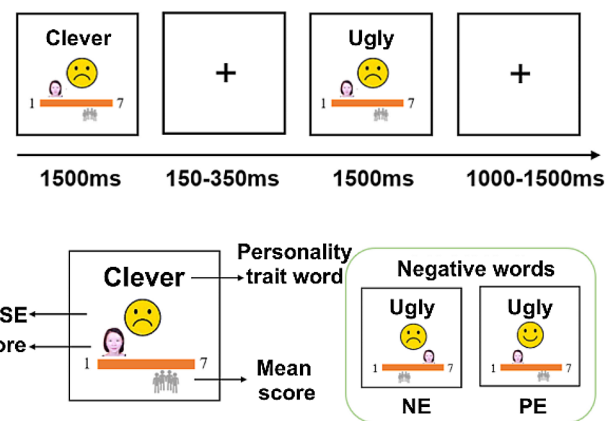 Clever
1 7
+
Ugly
1 7
+
1500ms
150-350ms
1500ms
1000-1500ms
Clever
1 7
Personality
trait word
SE
ore
Mean
score
Negative words
Ugly
1 7
NE
Ugly
1 7
PE